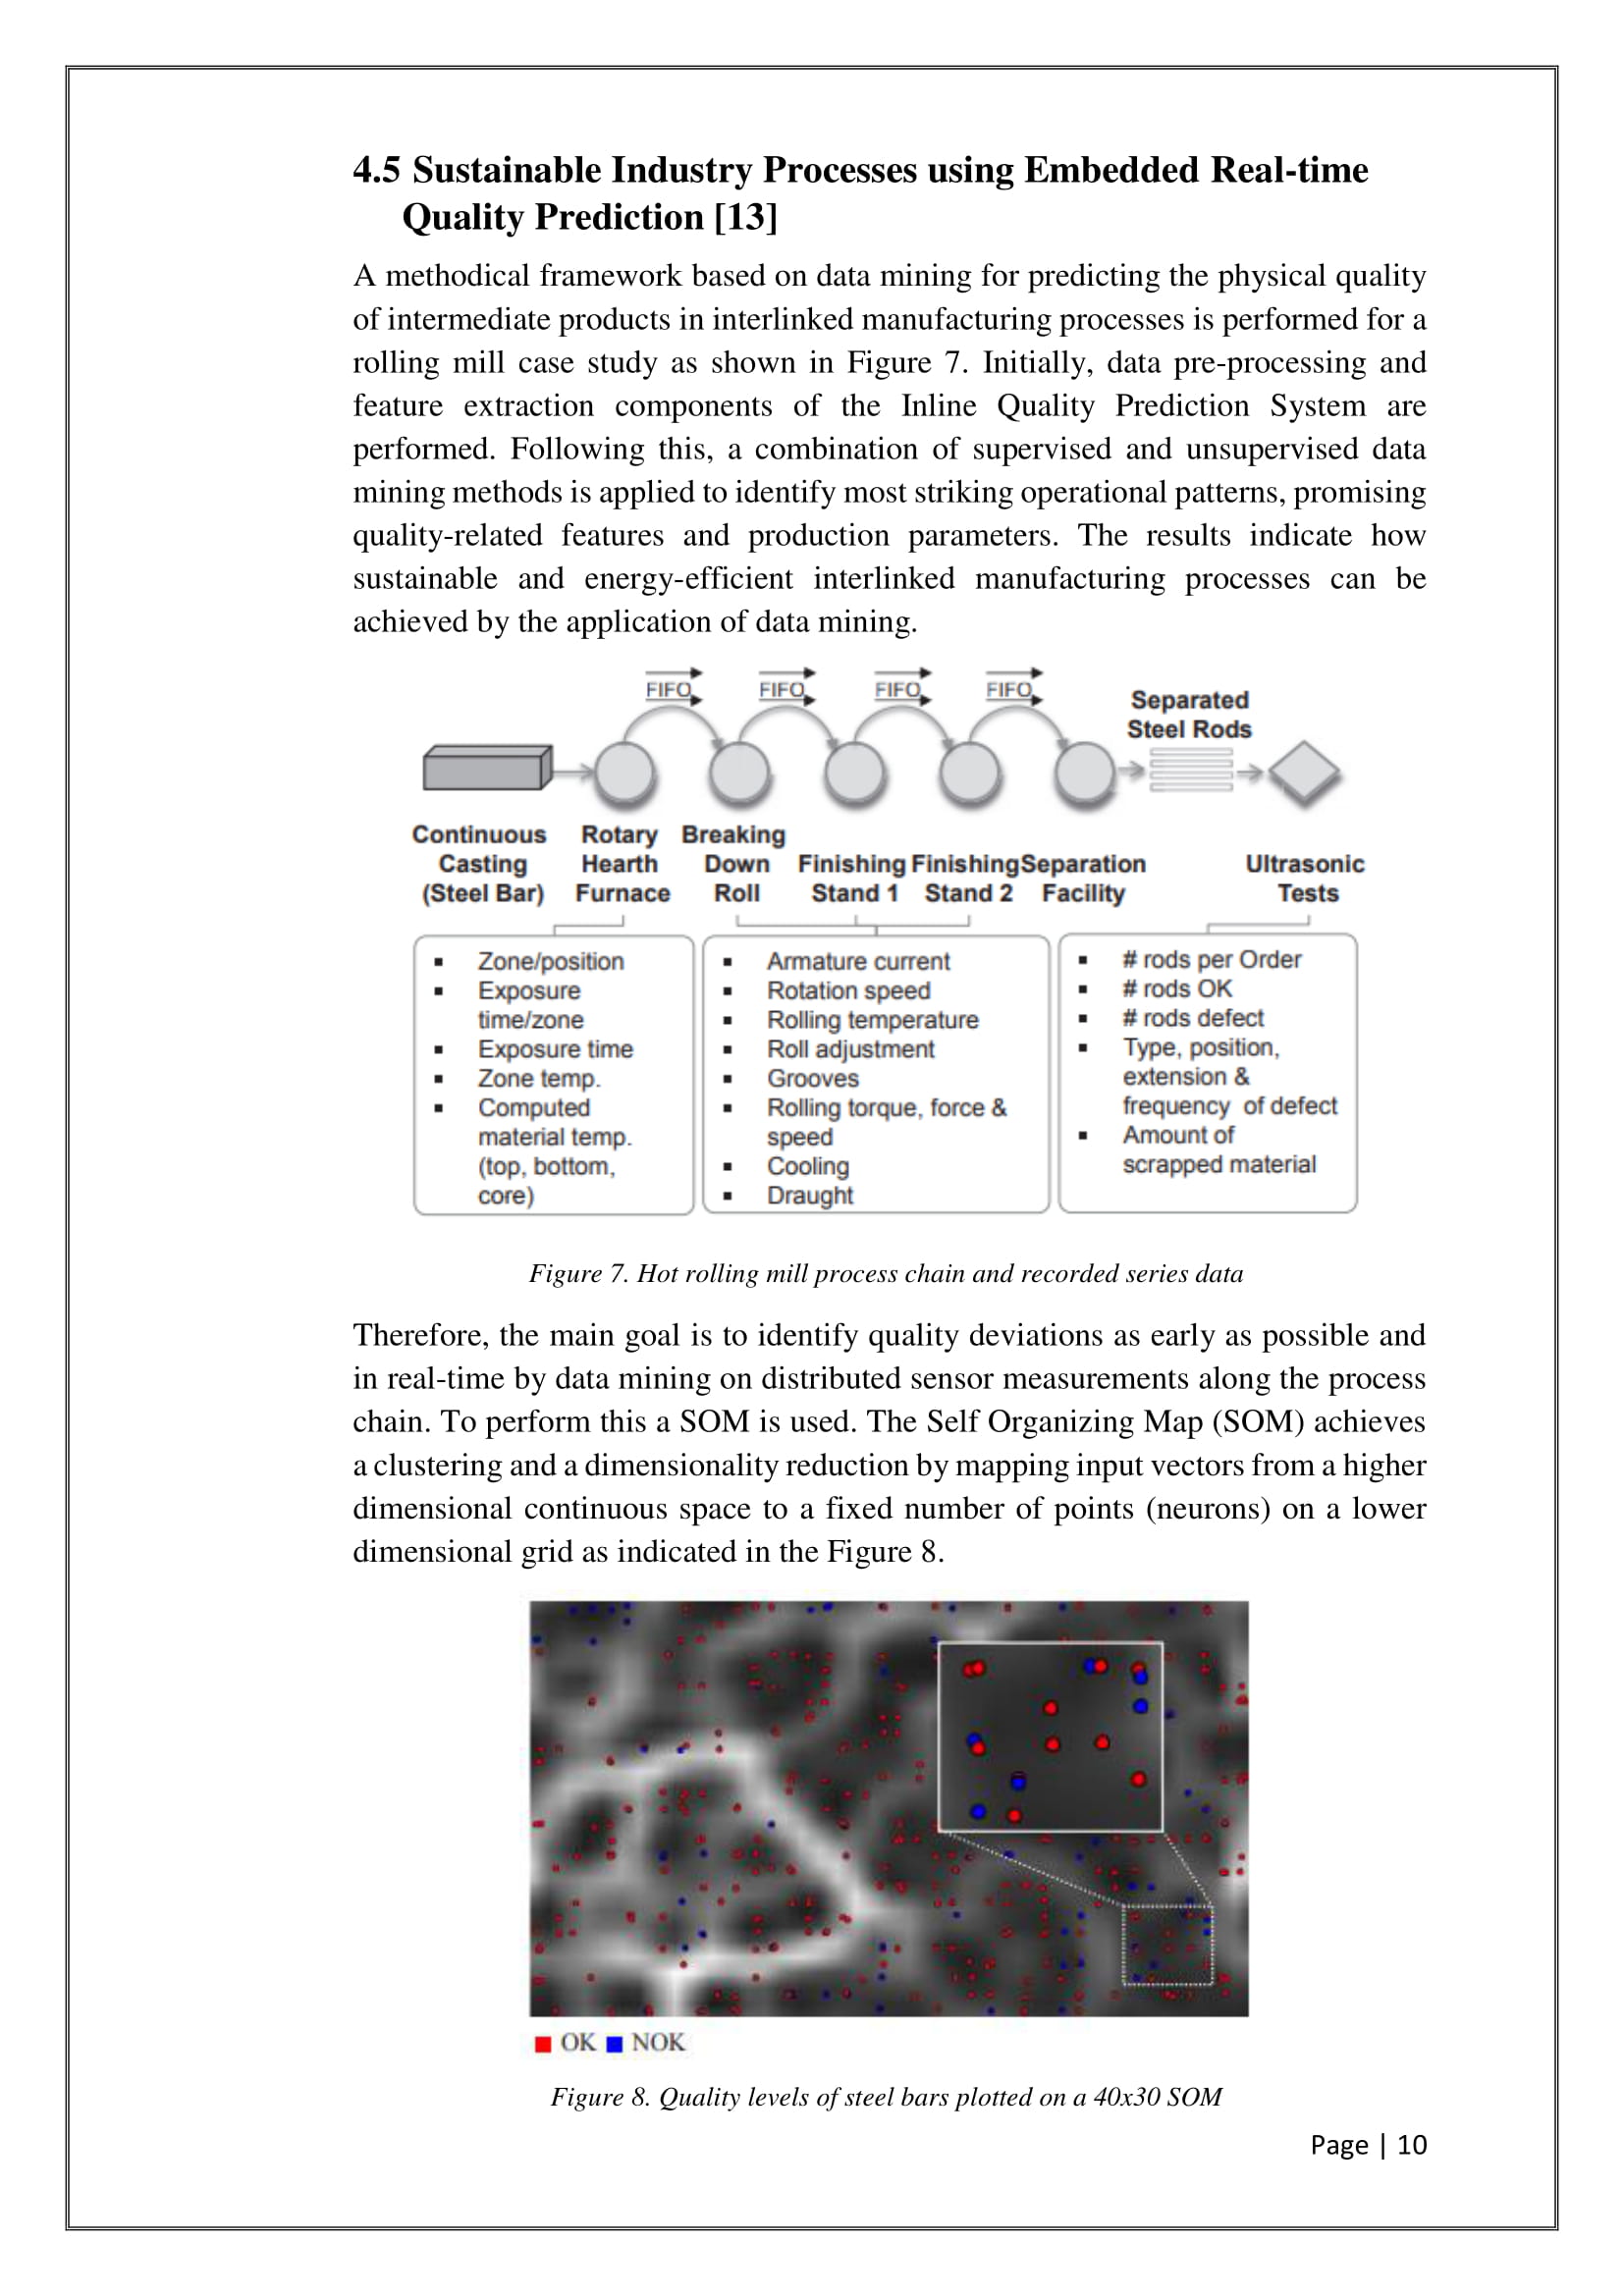 4.5 Sustainable Industry Processes using Embedded Real-time
Quality Prediction [13]
A methodical framework based on data mining for predicting the physical quality
of intermediate products in interlinked manufacturing processes is performed for a
rolling mill case study as shown in Figure 7. Initially, data pre-processing and
feature extraction components of the Inline Quality Prediction System are
performed. Following this, a combination of supervised and unsupervised data
mining methods is applied to identify most striking operational patterns, promising
quality-related features and production parameters. The results indicate how
sustainable and energy-efficient interlinked manufacturing processes can be
achieved by the application of data mining.
FIFO FIFO FIFO FIFO
Separated
Steel Rods
Continuous
Casting
(Steel Bar)
Rotary
Hearth
Furnace
Breaking
Down
Roll
Finishing
Stand 1
Finishing
Stand 2
Separation
Facility
Ultrasonic
Tests
▪ Zone/position
▪ Exposure
time/zone
▪ Exposure time
▪ Zone temp.
▪ Computed
material temp.
(top, bottom,
core)
▪ Armature current
▪ Rotation speed
▪ Rolling temperature
▪ Roll adjustment
▪ Grooves
▪ Rolling torque, force &
speed
▪ Cooling
▪ Draught
▪ # rods per Order
▪ # rods OK
▪ # rods defect
▪ Type, position,
extension &
frequency of defect
▪ Amount of
scrapped material
Figure 7. Hot rolling mill process chain and recorded series data
Therefore, the main goal is to identify quality deviations as early as possible and
in real-time by data mining on distributed sensor measurements along the process
chain. To perform this a SOM is used. The Self Organizing Map (SOM) achieves
a clustering and a dimensionality reduction by mapping input vectors from a higher
dimensional continuous space to a fixed number of points (neurons) on a lower
dimensional grid as indicated in the Figure 8.
OK NOK
Figure 8. Quality levels of steel bars plotted on a 40x30 SOM
Page | 10